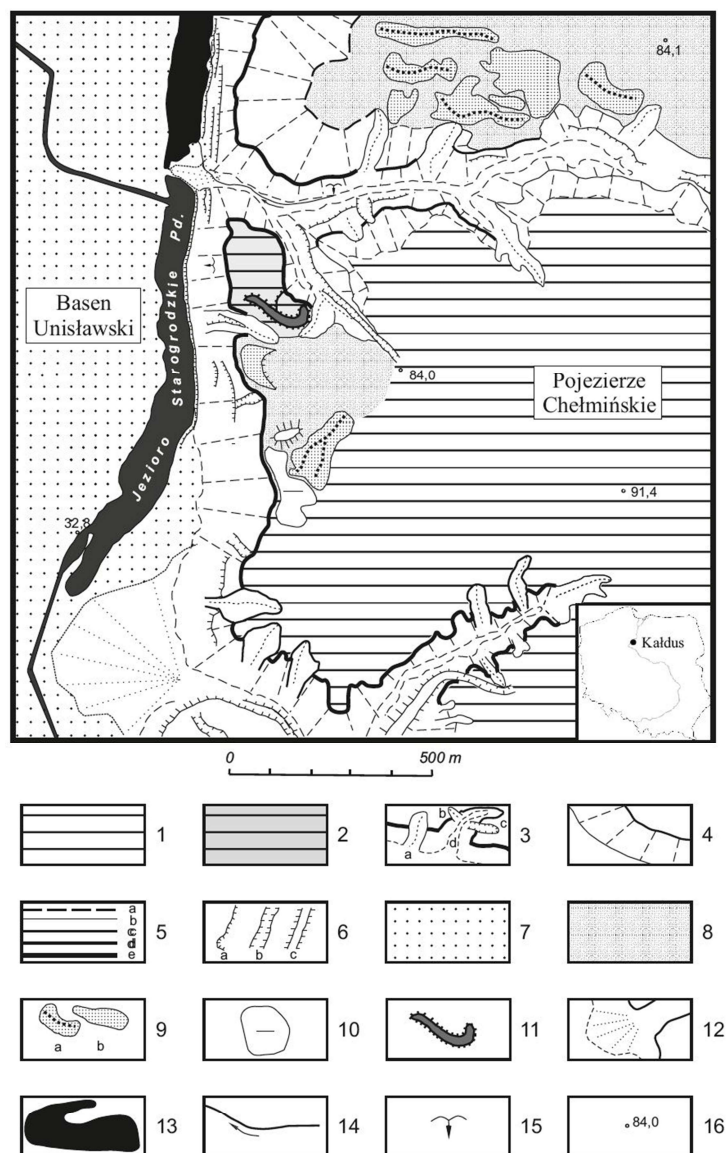 84,1
Basen
Unisławski
Jezioro Starogrodzkie Pd.
84,0
Pojezierze
Chełmińskie
91,4
32,8
Kałdus
0 500 m
1 2 a b c d 3 4
a b c d e 5 a b c 6 7 8
a b 9 10 11 12
13 14 15 84,0 16